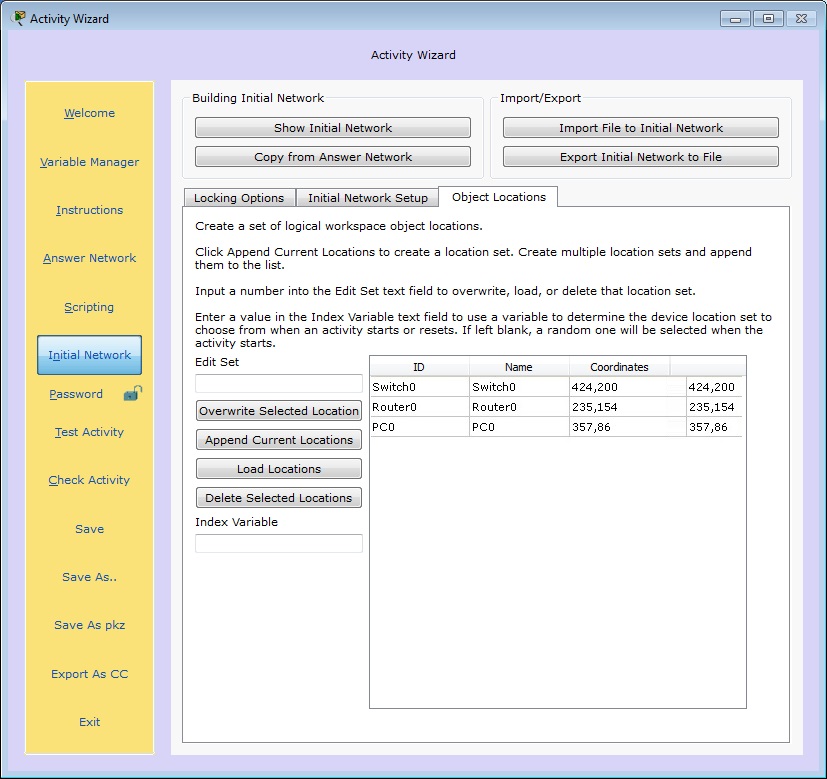 Activity Wizard
Activity Wizard
Welcome
Variable Manager
Instructions
Answer Network
Scripting
Initial Network
Password
Test Activity
Check Activity
Save
Save As..
Save As pkz
Export As CC
Exit
Building Initial Network
Show Initial Network
Copy from Answer Network
Import/Export
Import File to Initial Network
Export Initial Network to File
Locking Options Initial Network Setup Object Locations
Create a set of logical workspace object locations.
Click Append Current Locations to create a location set. Create multiple location sets and append
them to the list.
Input a number into the Edit Set text field to overwrite, load, or delete that location set.
Enter a value in the Index Variable text field to use a variable to determine the device location set to
choose from when an activity starts or resets. If left blank, a random one will be selected when the
activity starts.
Edit Set
Overwrite Selected Location
Append Current Locations
Load Locations
Delete Selected Locations
Index Variable
ID Name Coordinates
Switch0 Switch0 424,200 424,200
Router0 Router0 235,154 235,154
PC0 PC0 357,86 357,86